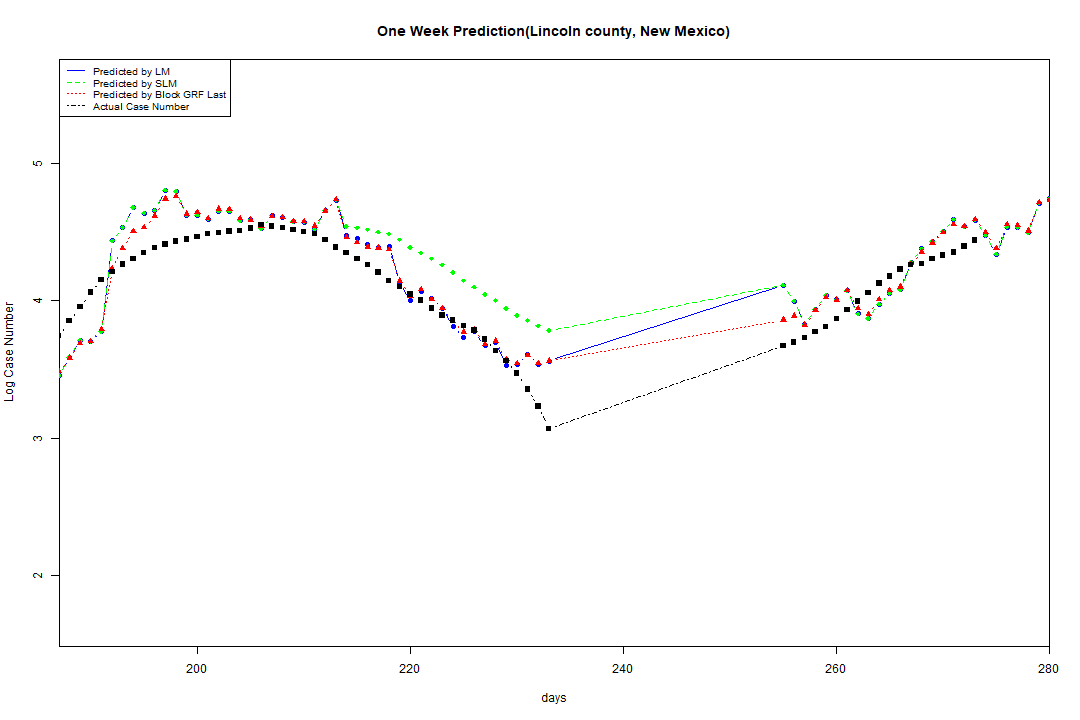 One Week Prediction(Lincoln county, New Mexico)
Predicted by LM
Predicted by SLM
Predicted by Block GRF Last
Actual Case Number
5
4
3
2
Log Case Number
200 220 240 260 280
days